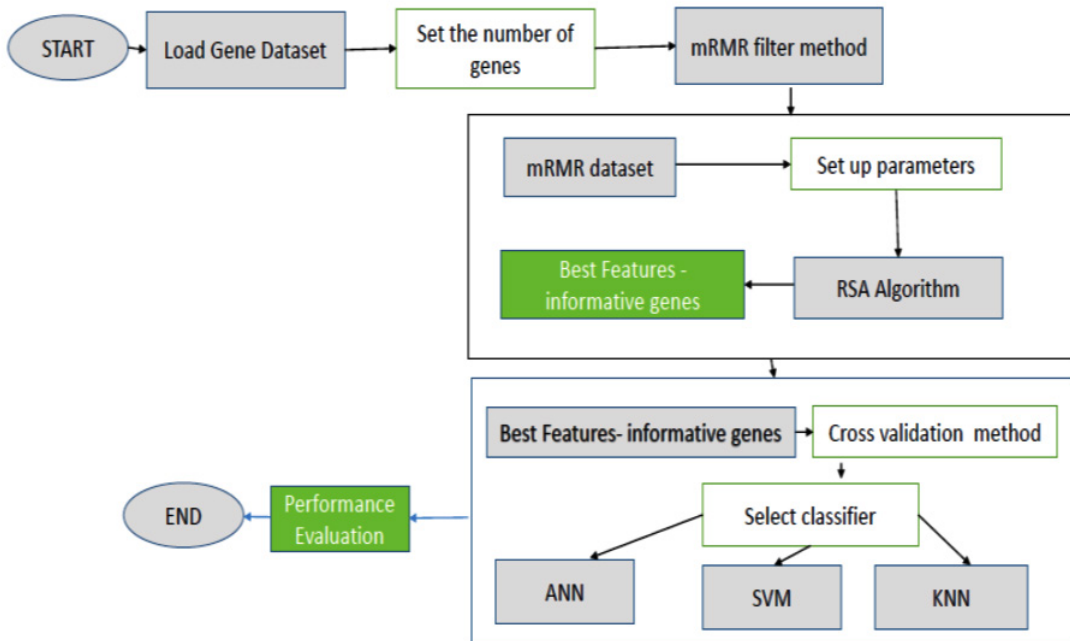 START
Load Gene Dataset
Set the number of
genes
mRMR filter method
mRMR dataset
Set up parameters
Best Features -
informative genes
RSA Algorithm
Best Features- informative genes
Cross validation method
Select classifier
END
Performance
Evaluation
ANN
SVM
KNN